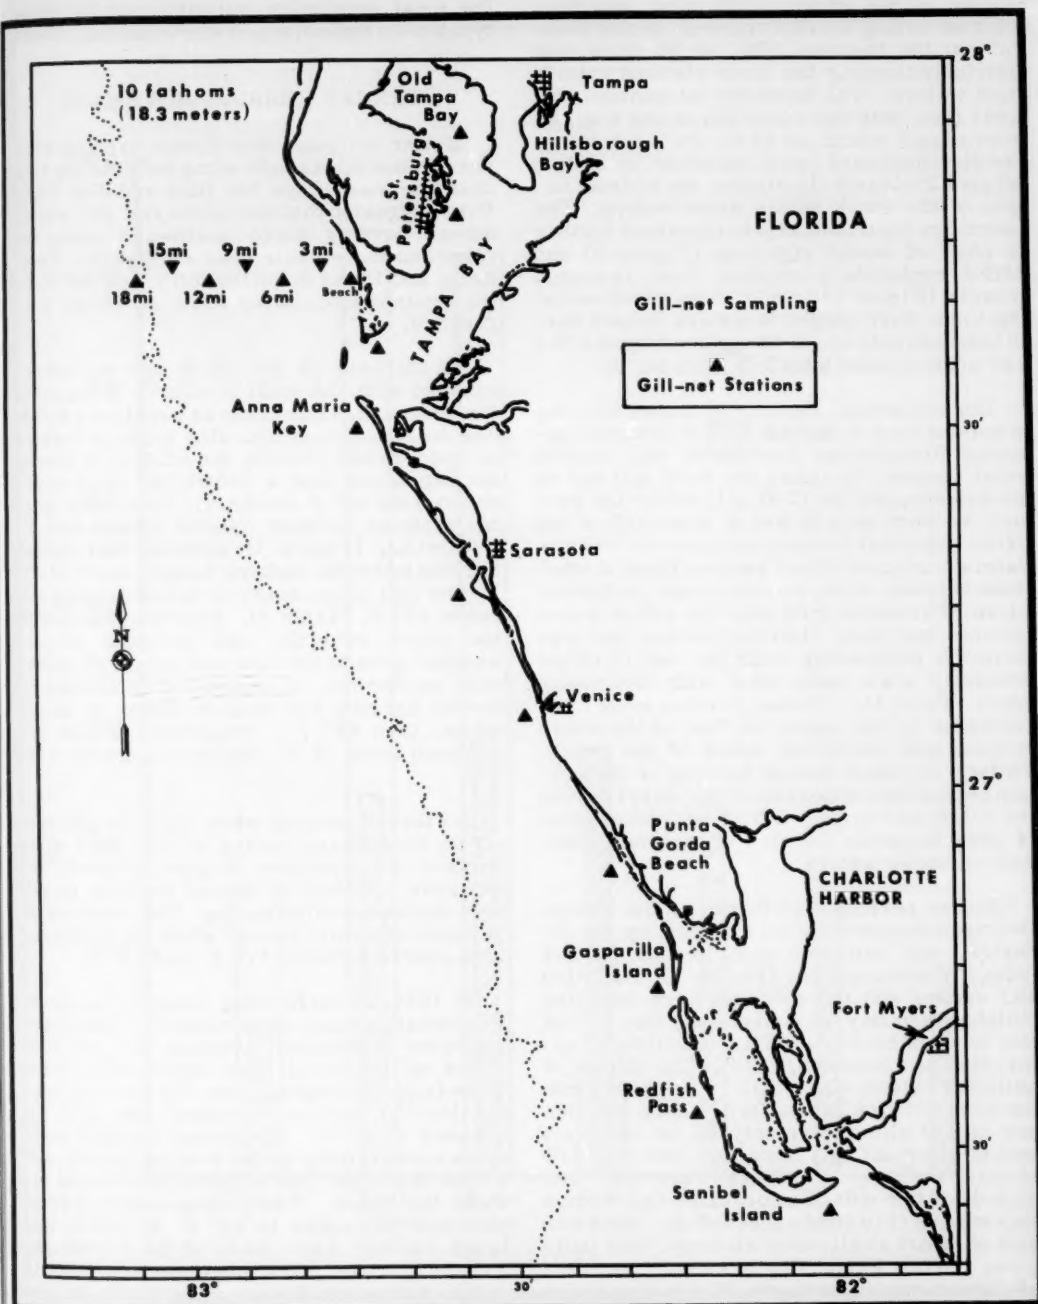 28°
10 fathoms
(18.3 meters)
Old
Tampa
Bay
Tampa
Hillsborough
Bay
St.
Petersburg
FLORIDA
TAMPA BAY
15mi
9mi
3mi
18mi
12mi
6mi
Beach
Gill-net Sampling
Gill-net Stations
Anna Maria
Key
30'
Sarasota
N
Venice
27°
Punta
Gorda
Beach
CHARLOTTE
HARBOR
Gasparilla
Island
Fort Myers
Redfish
Pass
30'
Sanibel
Island
83°
30'
82°